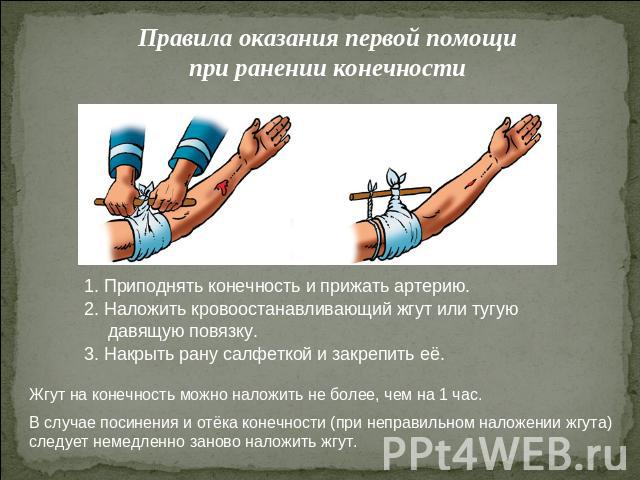 Правила оказания первой помощи
при ранении конечности
1. Приподнять конечность и прижать артерию.
2. Наложить кровоостанавливающий жгут или тугую
давящую повязку.
3. Накрыть рану салфеткой и закрепить её.
Жгут на конечность можно наложить не более, чем на 1 час.
В случае посинения и отёка конечности (при неправильном наложении жгута)
следует немедленно заново наложить жгут.
PPt4WEB.ru